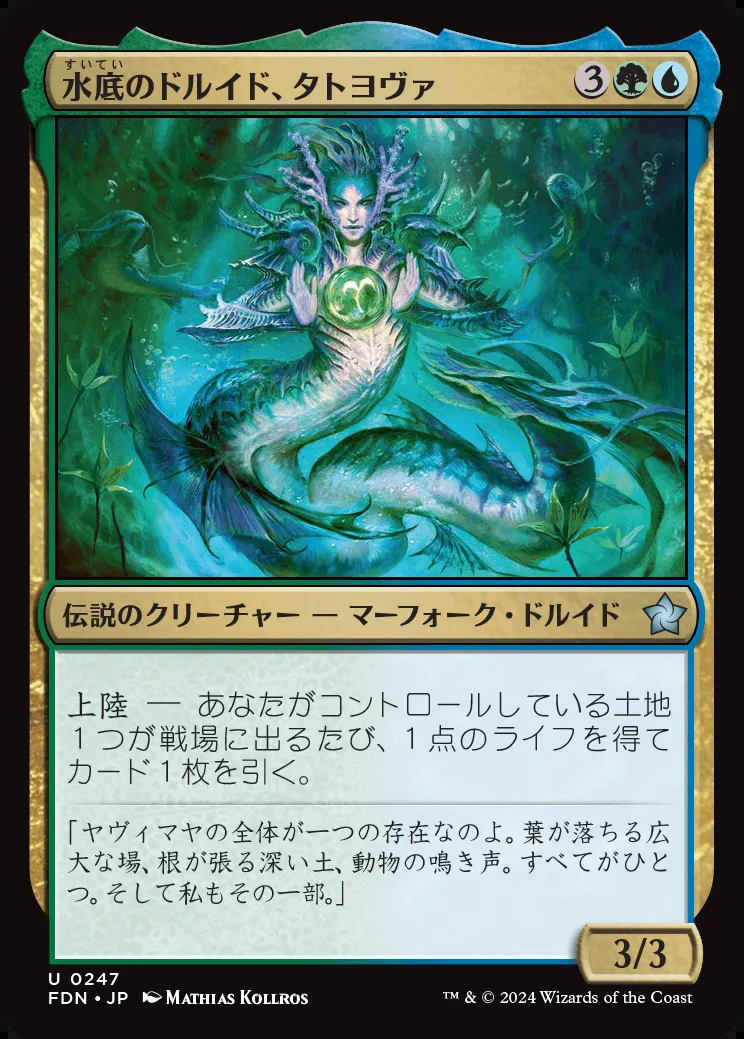 すいてい
水底のドルイド、タトヨヴァ 3
伝説のクリーチャー — マーフォーク・ドルイド
上陸 — あなたがコントロールしている土地
１つが戦場に出るたび、１点のライフを得て
カード１枚を引く。
「ヤヴィマヤの全体が一つの存在なのよ。葉が落ちる広
大な場、根が張る深い土、動物の鳴き声。すべてがひと
つ。そして私もその一部。」
3/3
U 0247
FDN • JP Mathias Kollros
™ & © 2024 Wizards of the Coast